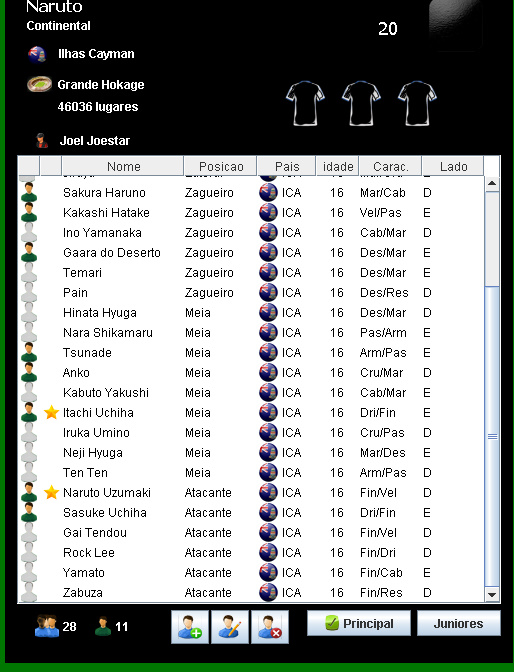 Naruto
Continental
20
Ilhas Cayman
Grande Hokage
46036 lugares
Joel Joestar
Nome Posicao Pais idade Carac. Lado
Sakura Haruno Zagueiro ICA 16 Mar/Cab D
Kakashi Hatake Zagueiro ICA 16 Vel/Pas E
Ino Yamanaka Zagueiro ICA 16 Cab/Mar D
Gaara do Deserto Zagueiro ICA 16 Des/Mar E
Temari Zagueiro ICA 16 Des/Mar E
Pain Zagueiro ICA 16 Des/Res D
Hinata Hyuga Meia ICA 16 Des/Mar D
Nara Shikamaru Meia ICA 16 Pas/Arm E
Tsunade Meia ICA 16 Arm/Pas E
Anko Meia ICA 16 Cru/Mar D
Kabuto Yakushi Meia ICA 16 Cab/Mar E
Itachi Uchiha Meia ICA 16 Dri/Fin E
Iruka Umino Meia ICA 16 Cru/Pas D
Neji Hyuga Meia ICA 16 Mar/Des E
Ten Ten Meia ICA 16 Arm/Pas D
Naruto Uzumaki Atacante ICA 16 Fin/Vel D
Sasuke Uchiha Atacante ICA 16 Dri/Fin E
Gai Tendou Atacante ICA 16 Fin/Vel D
Rock Lee Atacante ICA 16 Fin/Dri D
Yamato Atacante ICA 16 Fin/Cab E
Zabuza Atacante ICA 16 Fin/Res D
28 11 Principal Juniores